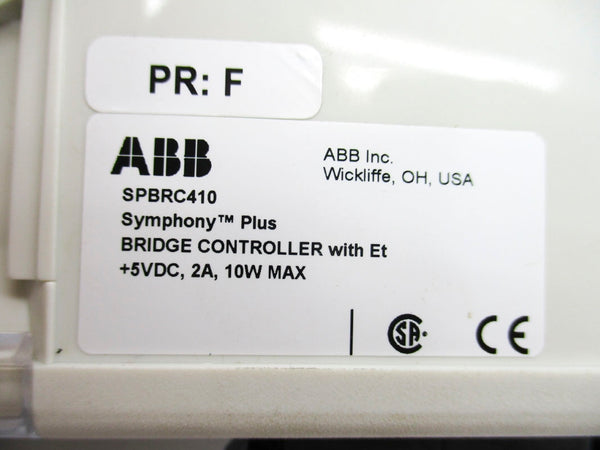 PR: F
ABB
ABB Inc.
Wickliffe, OH, USA
SPBRC410
Symphony™ Plus
BRIDGE CONTROLLER with Et
+5VDC, 2A, 10W MAX
CSA
CE